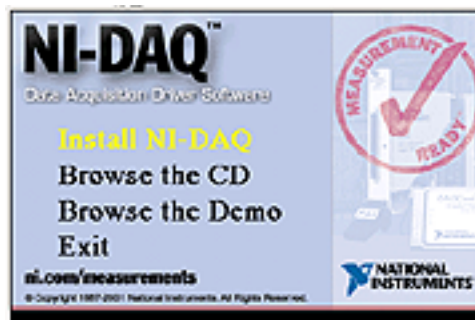 NI-DAQ™
Data Acquisition Driver Software
Install NI-DAQ
Browse the CD
Browse the Demo
Exit
ni.com/measurements
© Copyright 1987-2001 National Instruments. All Rights Reserved.
MEASUREMENT
READY
NATIONAL
INSTRUMENTS